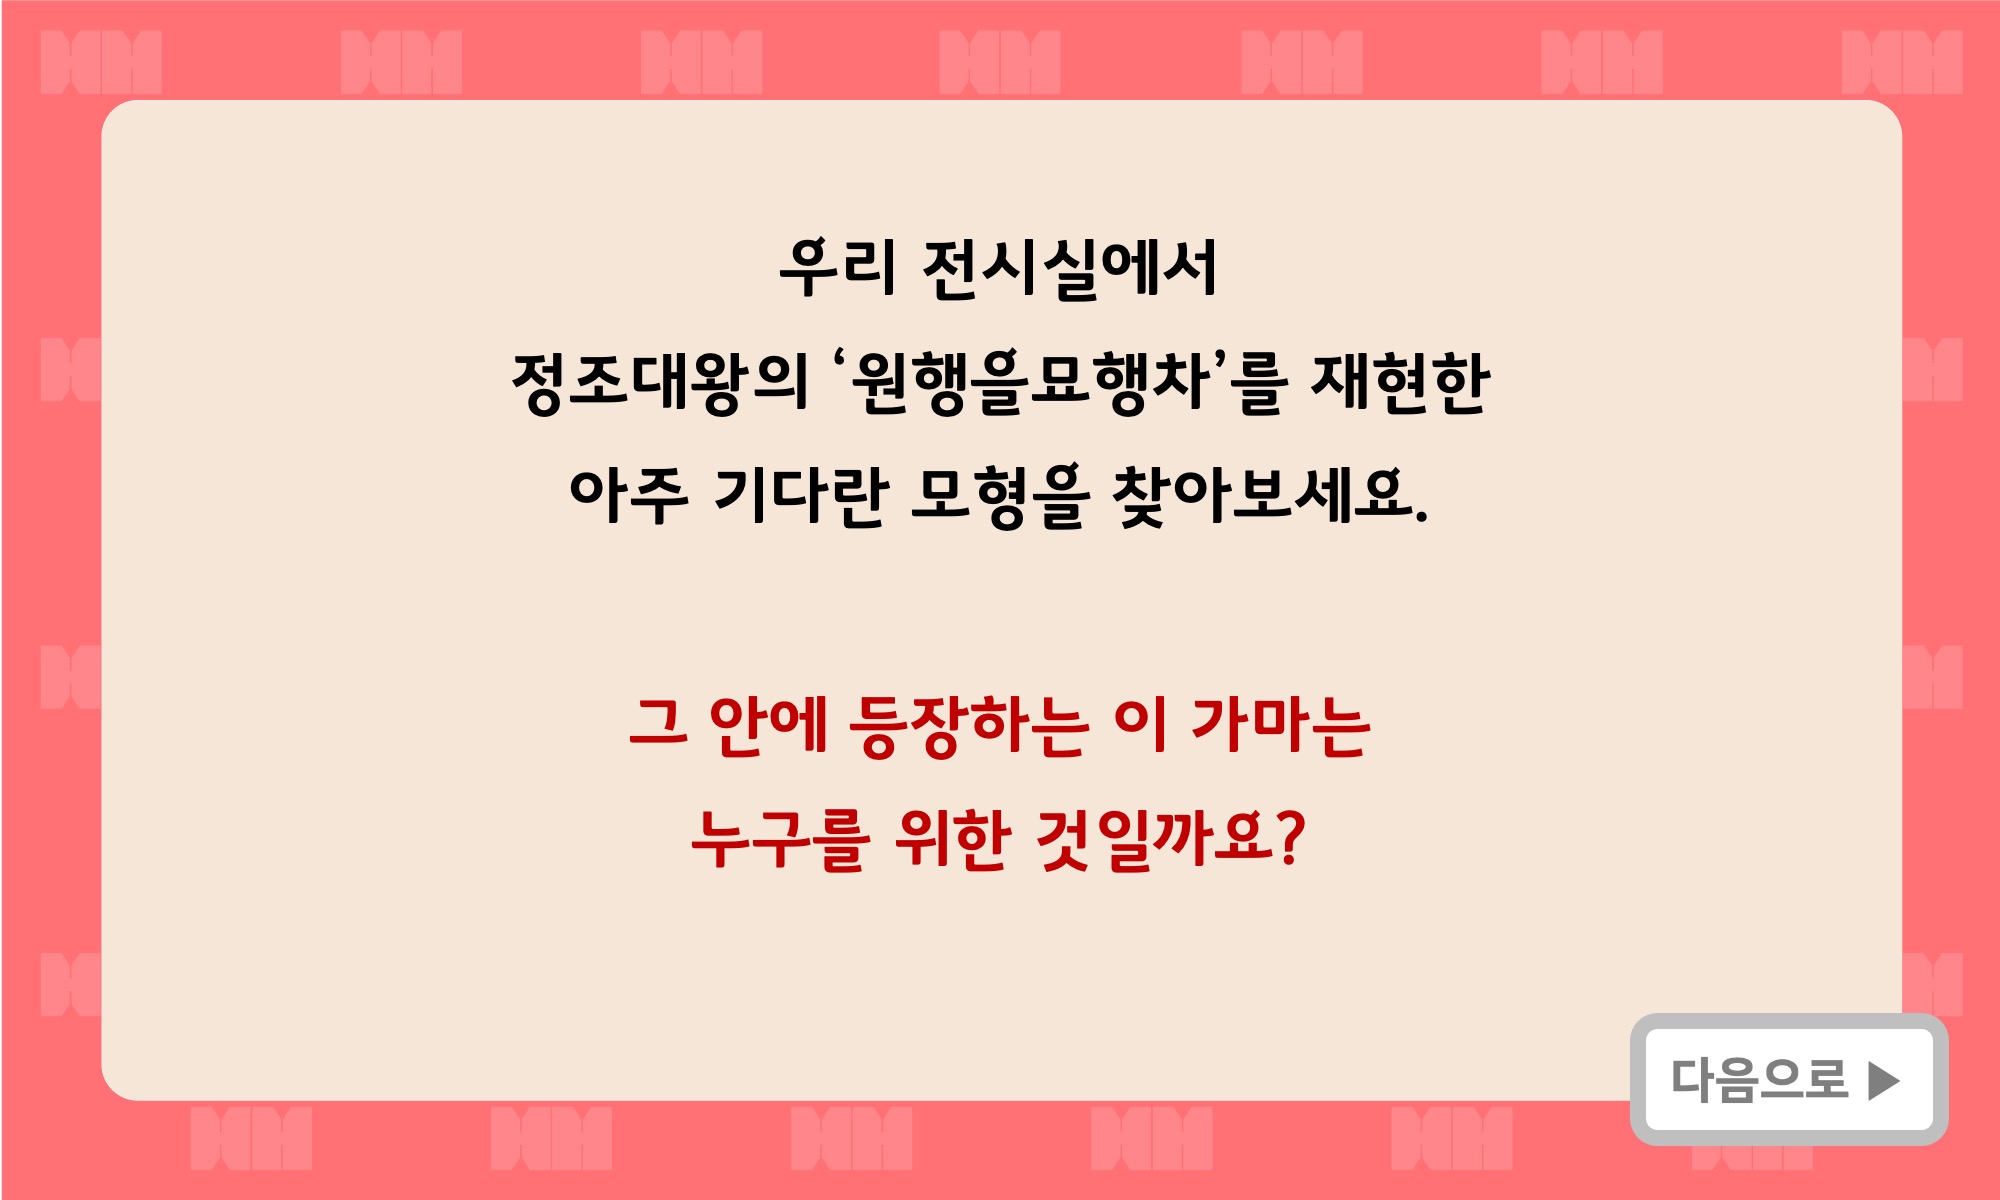 우리 전시실에서
정조대왕의 ‘원행을묘행차’를 재현한
아주 기다란 모형을 찾아보세요.
그 안에 등장하는 이 가마는
누구를 위한 것일까요?
다음으로 ▶